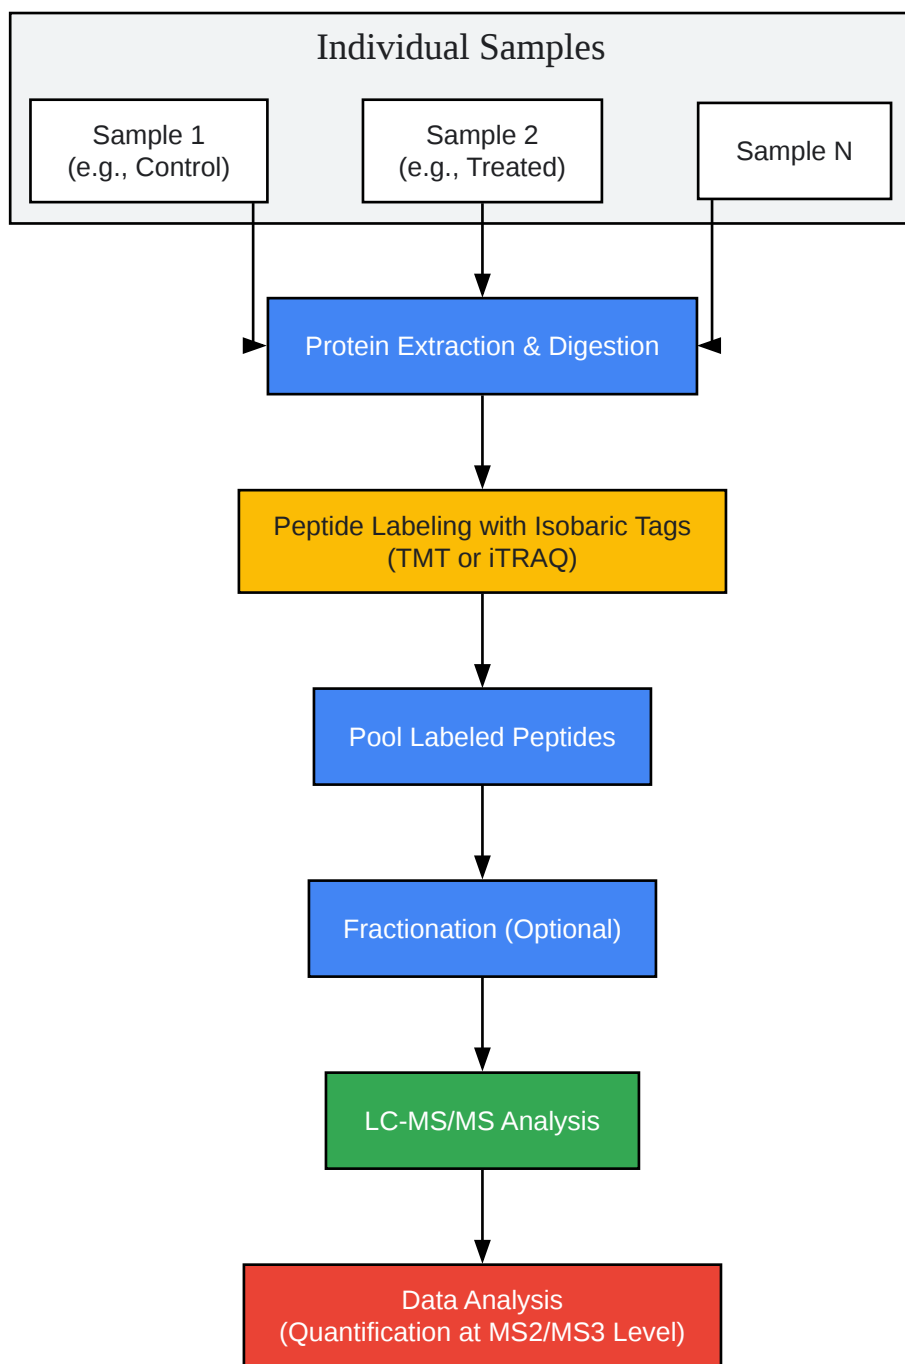 Individual Samples
Sample 1
(e.g., Control)
Sample 2
(e.g., Treated)
Sample N
Protein Extraction & Digestion
Peptide Labeling with Isobaric Tags
(TMT or iTRAQ)
Pool Labeled Peptides
Fractionation (Optional)
LC-MS/MS Analysis
Data Analysis
(Quantification at MS2/MS3 Level)